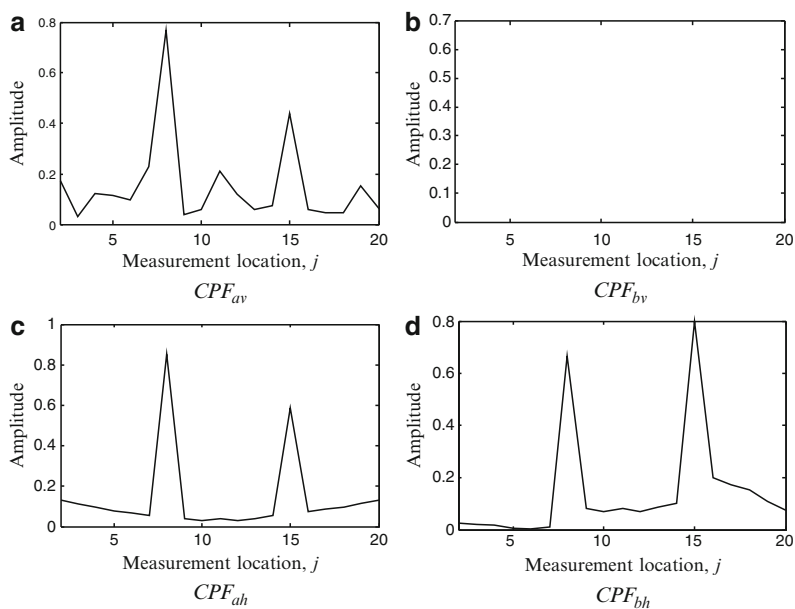 a
0.8
0.6
0.4
0.2
0
5 10 15 20
Amplitude
Measurement location, j
CPFav
b
0.7
0.6
0.5
0.4
0.3
0.2
0.1
0
5 10 15 20
Amplitude
Measurement location, j
CPFbv
c
1
0.8
0.6
0.4
0.2
0
5 10 15 20
Amplitude
Measurement location, j
CPFah
d
0.8
0.6
0.4
0.2
0
5 10 15 20
Amplitude
Measurement location, j
CPFbh